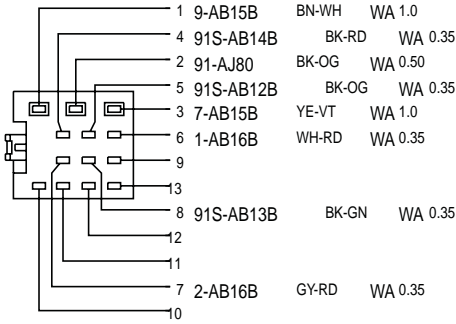 1 9-AB15B BN-WH WA 1.0
4 91S-AB14B BK-RD WA 0.35
2 91-AJ80 BK-OG WA 0.50
5 91S-AB12B BK-OG WA 0.35
3 7-AB15B YE-VT WA 1.0
6 1-AB16B WH-RD WA 0.35
9
13
8 91S-AB13B BK-GN WA 0.35
12
11
7 2-AB16B GY-RD WA 0.35
10